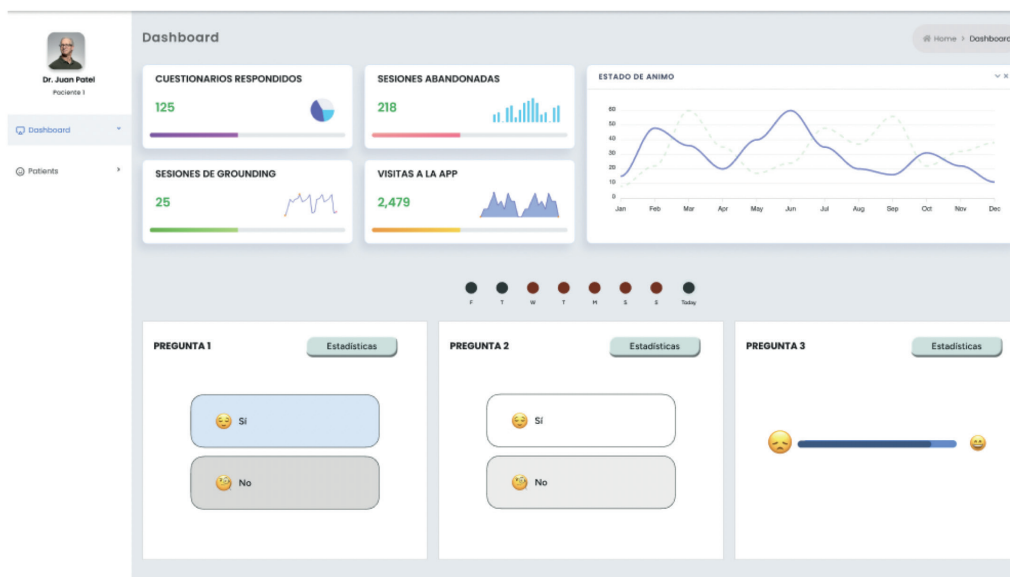 Dr. Juan Patel
Paciente 1
Dashboard
Patients
Dashboard
Home > Dashboard
CUESTIONARIOS RESPONDIDOS
125
SESIONES ABANDONADAS
218
SESIONES DE GROUNDING
25
VISITAS A LA APP
2,479
ESTADO DE ANIMO
60
50
40
30
20
10
0
Jan Feb Mar Apr May Jun Jul Aug Sep Oct Nov Dec
F T W T M S S Today
PREGUNTA 1
Estadísticas
Sí
No
PREGUNTA 2
Estadísticas
Sí
No
PREGUNTA 3
Estadísticas